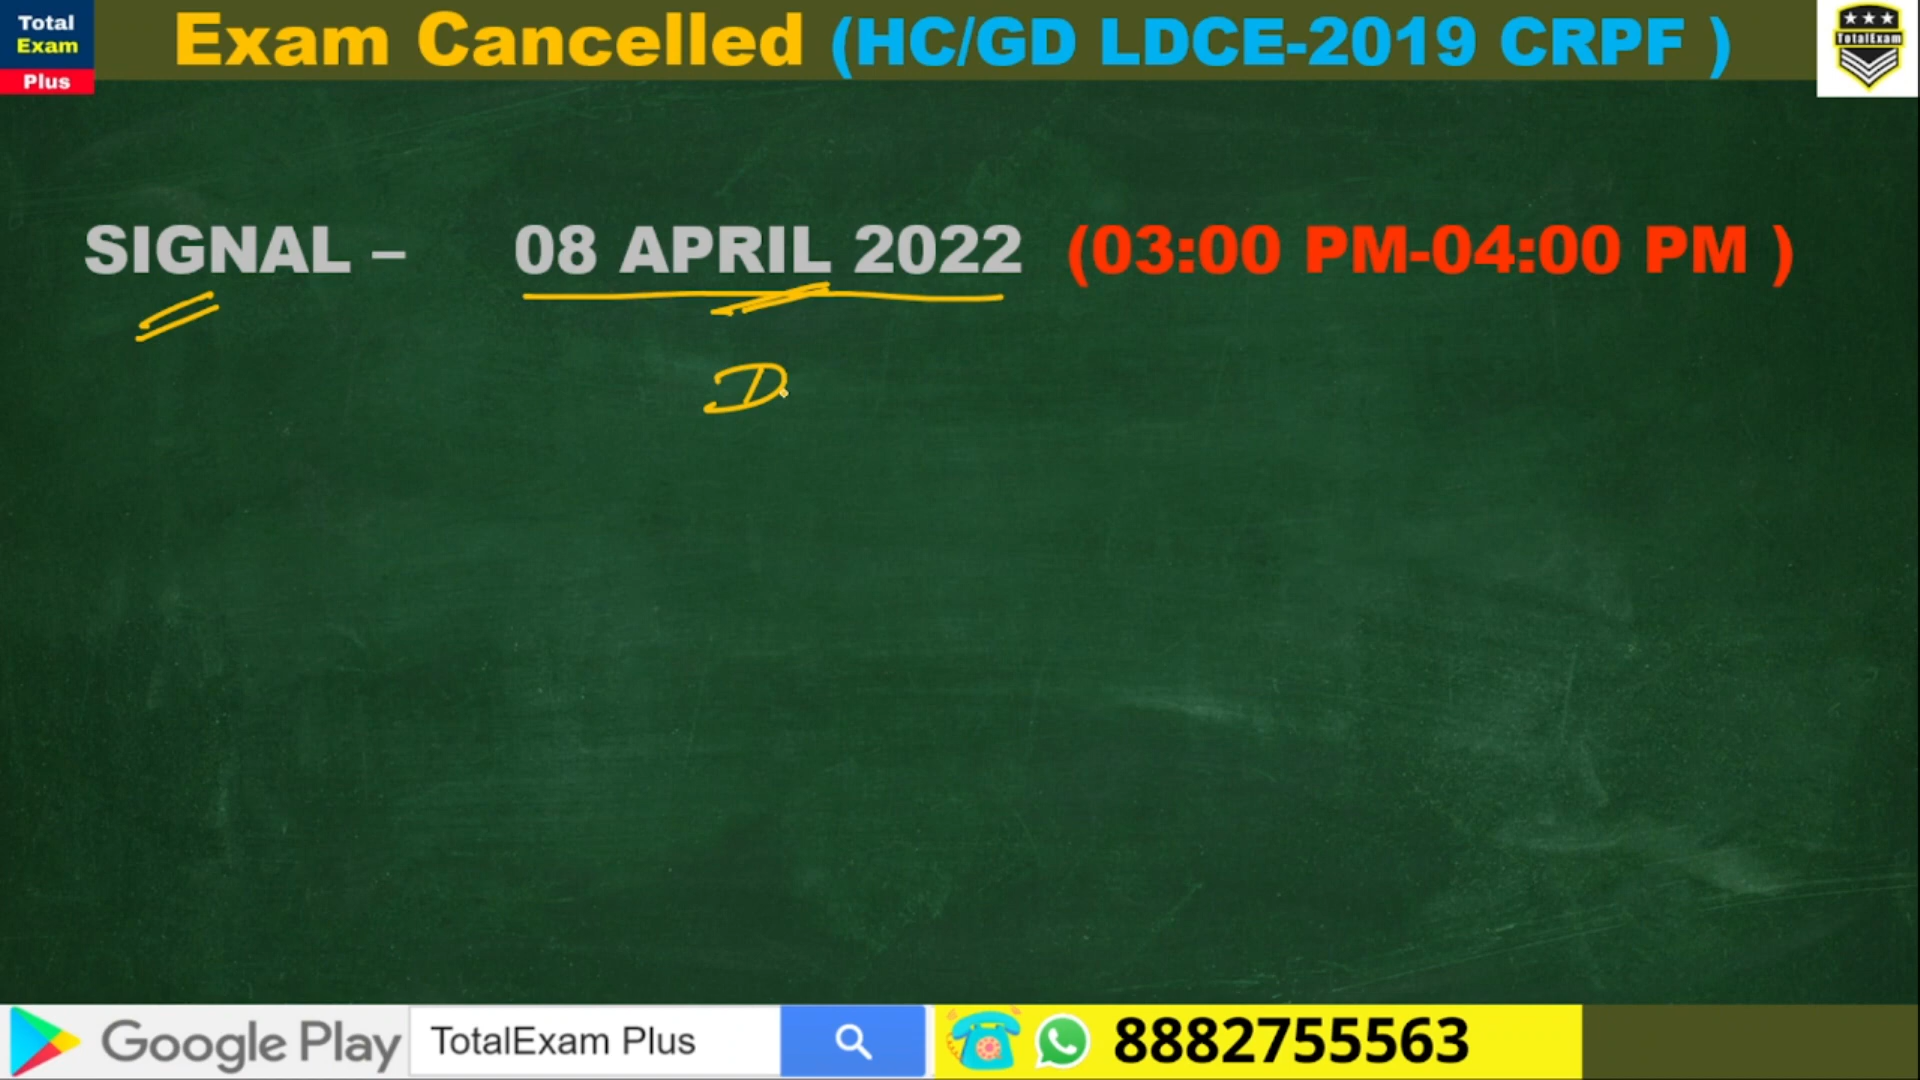 Total
Exam
Plus
Exam Cancelled (HC/GD LDCE-2019 CRPF )
TotalExam
SIGNAL – 08 APRIL 2022 (03:00 PM-04:00 PM )
D
Google Play TotalExam Plus 8882755563